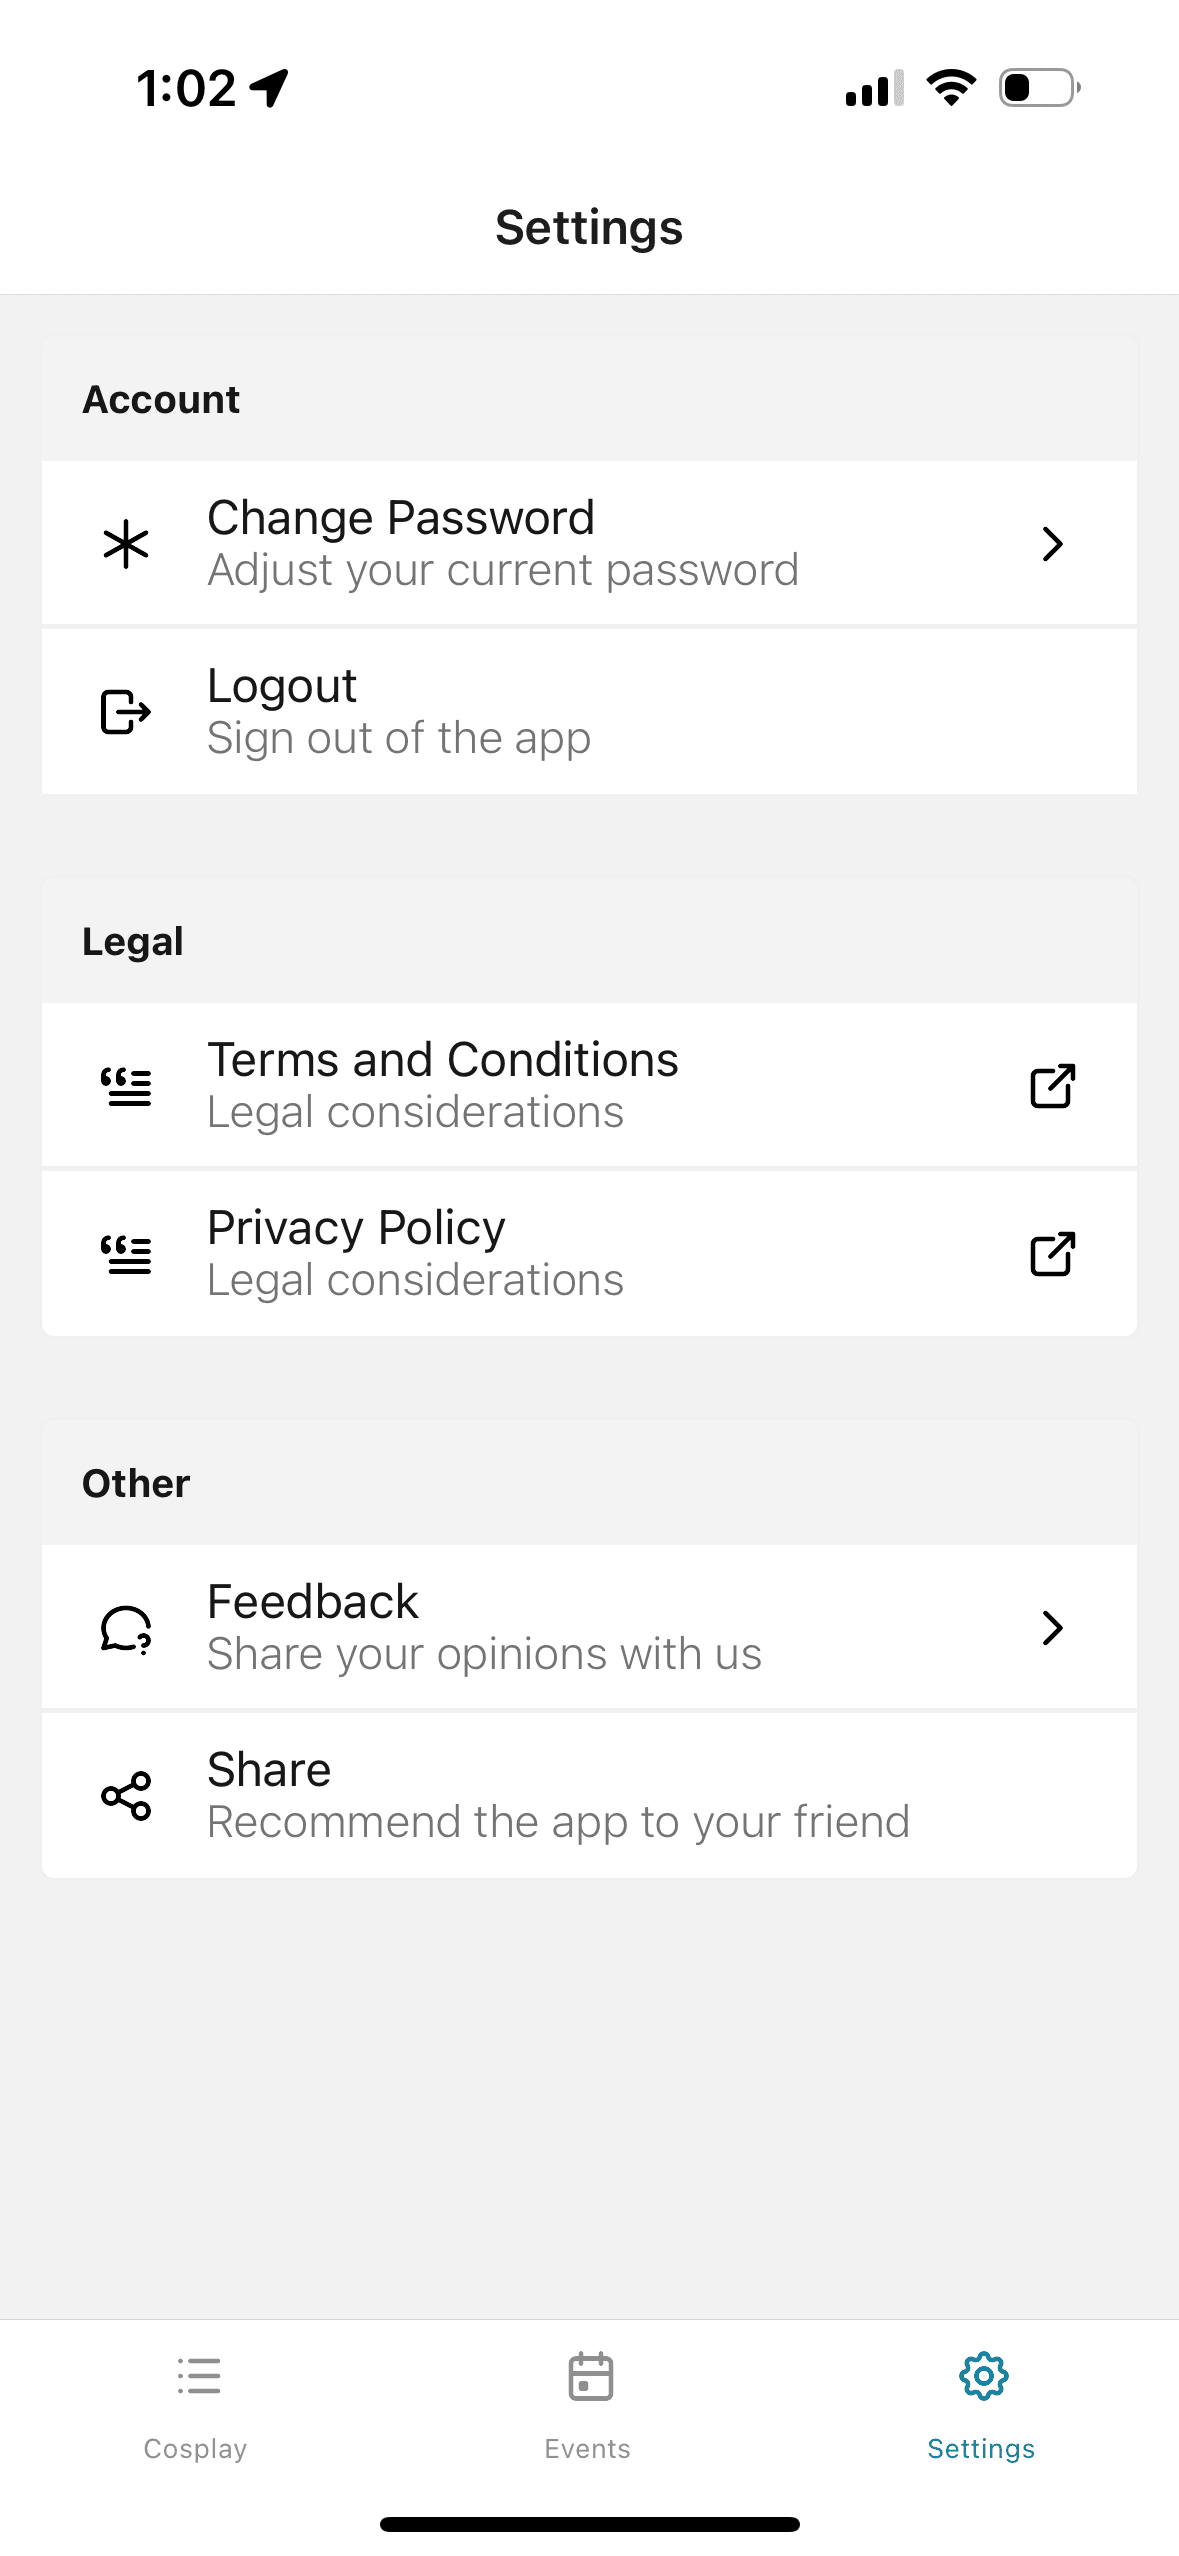 1:02
Settings
Account
Change Password
Adjust your current password
Logout
Sign out of the app
Legal
Terms and Conditions
Legal considerations
Privacy Policy
Legal considerations
Other
Feedback
Share your opinions with us
Share
Recommend the app to your friend
Cosplay
Events
Settings